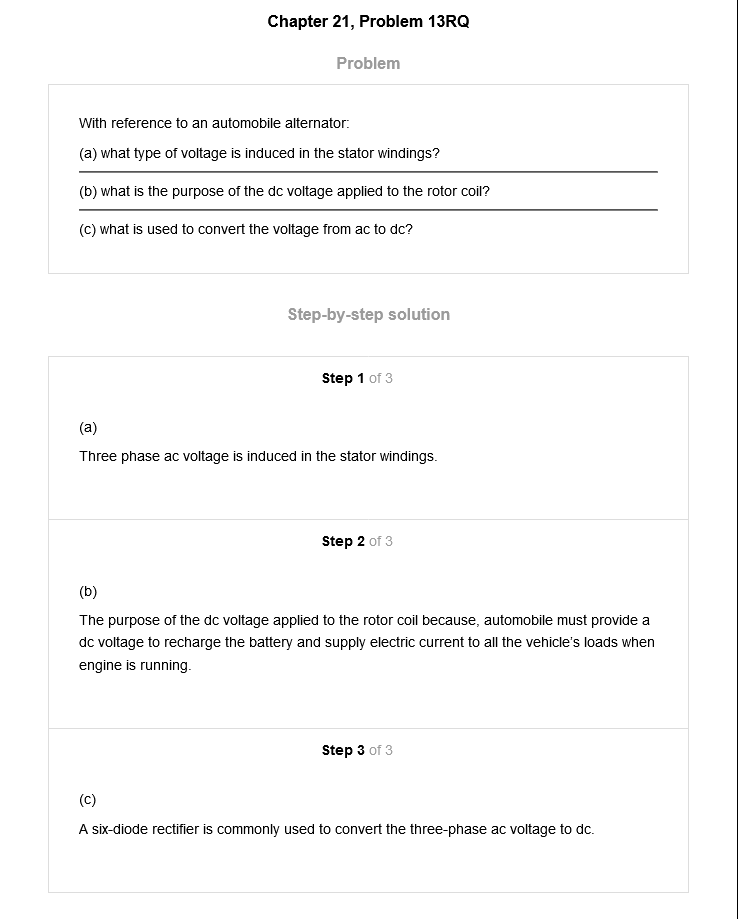 Chapter 21, Problem 13RQ
Problem
With reference to an automobile alternator:
(a) what type of voltage is induced in the stator windings?
(b) what is the purpose of the dc voltage applied to the rotor coil?
(c) what is used to convert the voltage from ac to dc?
Step-by-step solution
Step 1 of 3
(a)
Three phase ac voltage is induced in the stator windings.
Step 2 of 3
(b)
The purpose of the dc voltage applied to the rotor coil because, automobile must provide a
dc voltage to recharge the battery and supply electric current to all the vehicle's loads when
engine is running.
Step 3 of 3
(c)
A six-diode rectifier is commonly used to convert the three-phase ac voltage to dc.